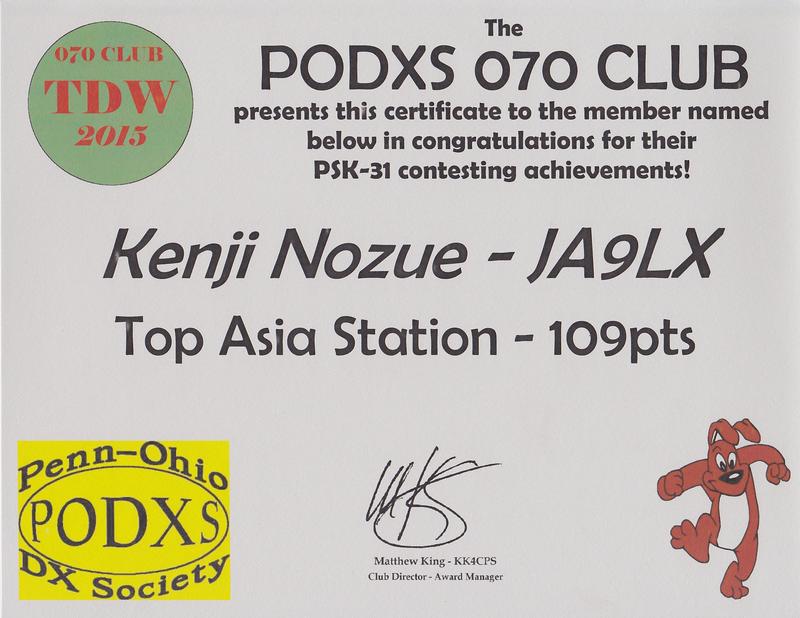 070 CLUB
TDW
2015
The
PODXS 070 CLUB
presents this certificate to the member named
below in congratulations for their
PSK-31 contesting achievements!
Kenji Nozue - JA9LX
Top Asia Station - 109pts
Penn-Ohio
PODXS
DX Society
Matthew King - KK4CPS
Club Director - Award Manager